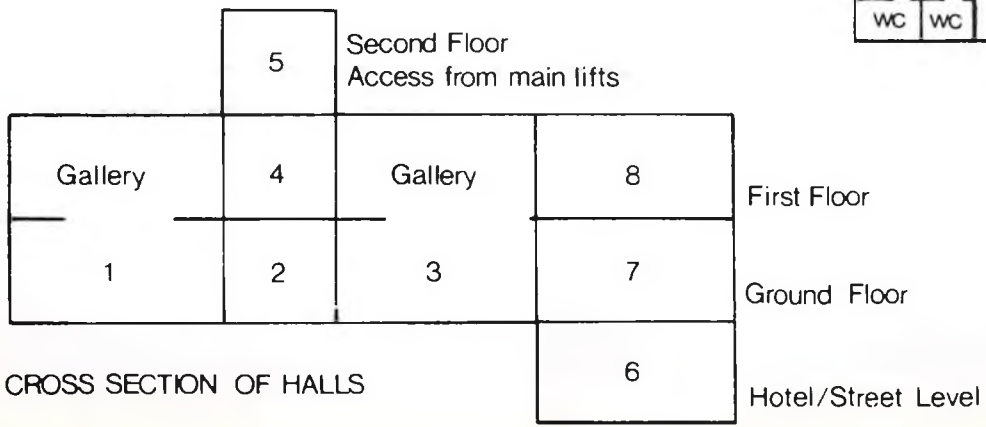 WC WC
5
Second Floor
Access from main lifts
Gallery 4 Gallery 8
First Floor
1 2 3 7
Ground Floor
6
CROSS SECTION OF HALLS
Hotel/Street Level